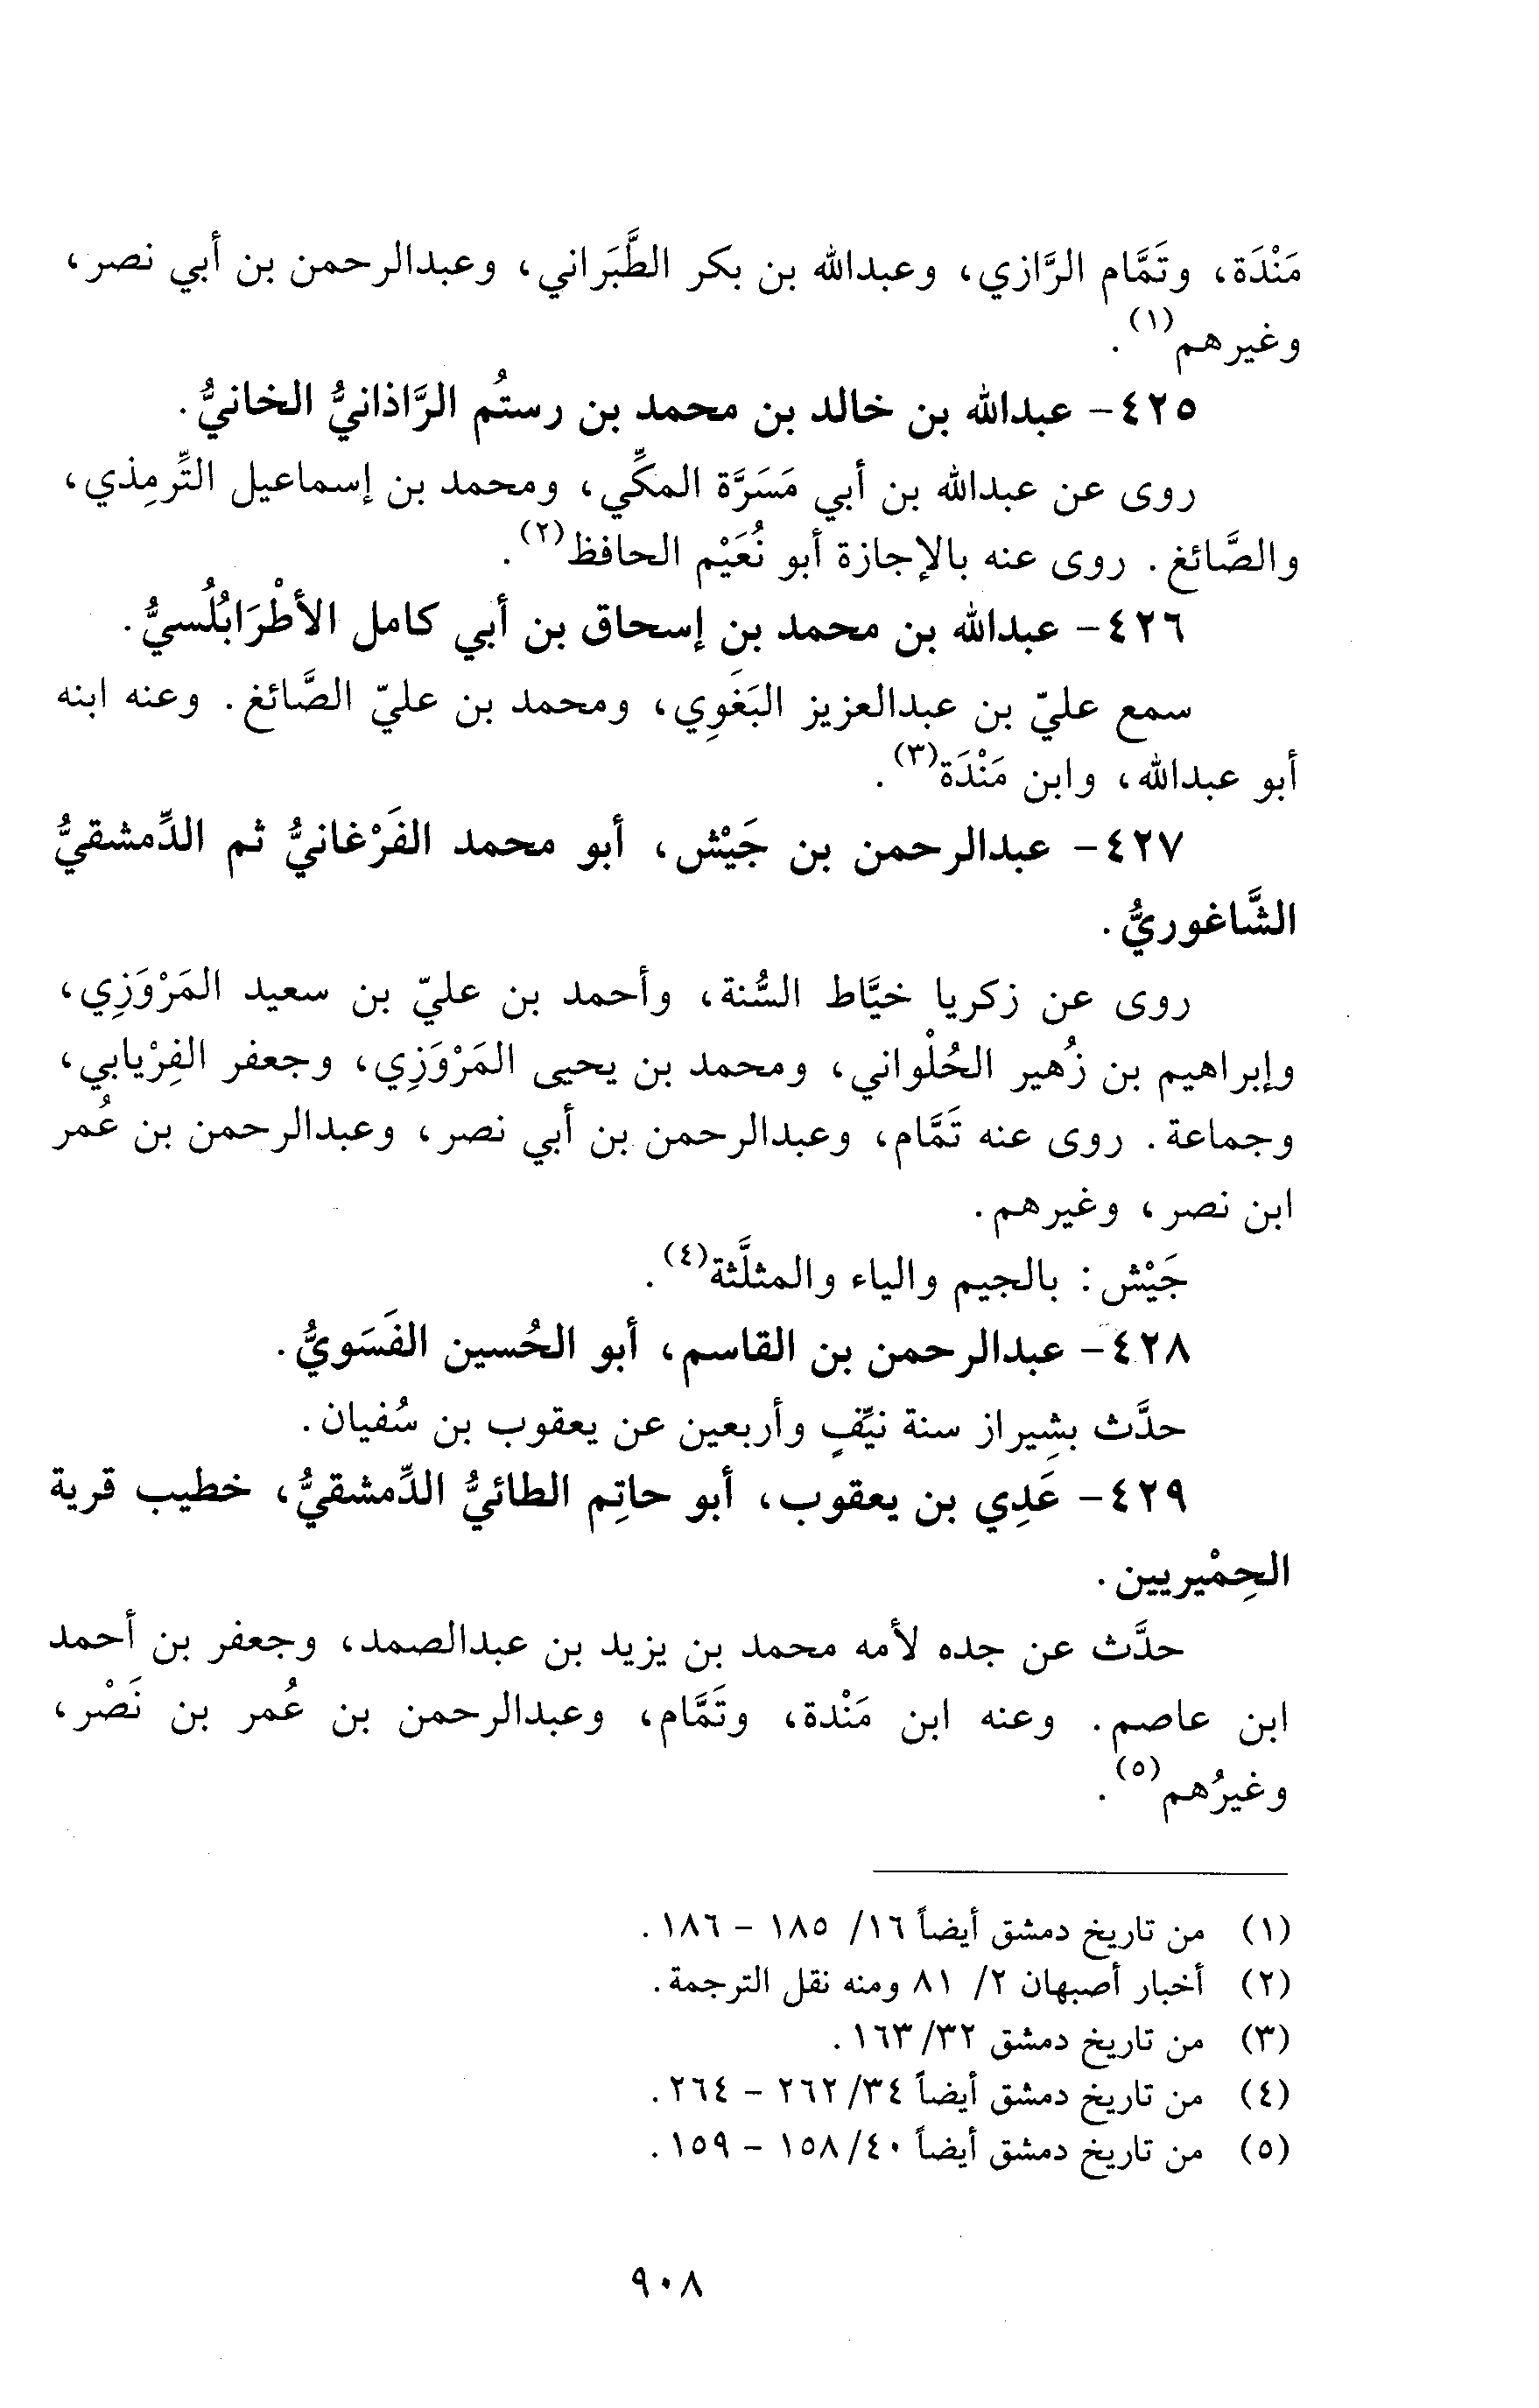 مَنْدَة، وتَمَّام الرَّازي، وعبدالله بن بكر الطَّبَراني، وعبدالرحمن بن أبي نصر،
وغيرهم(١).
٤٢٥- عبدالله بن خالد بن محمد بن رستُم الرَّاذانيُّ الخانيُّ.
روى عن عبدالله بن أبي مَسَرَّة المكِّي، ومحمد بن إسماعيل التِّرمِذي،
والصَّائغ. روى عنه بالإجازة أبو نُعَيْم الحافظ(٢).
٤٢٦- عبدالله بن محمد بن إسحاق بن أبي كامل الأطْرَابُلُسيُّ.
سمع عليّ بن عبدالعزيز البَغَوِي، ومحمد بن عليّ الصَّائغ. وعنه ابنه
أبو عبدالله، وابن مَنْدَة(٣).
٤٢٧- عبدالرحمن بن جَيْش، أبو محمد الفَرْغانيُّ ثم الدِّمشقيُّ
الشَّاغوريُّ.
روى عن زكريا خيَّاط السُّنة، وأحمد بن عليّ بن سعيد المَرْوَزِي،
وإبراهيم بن زُهير الحُلْواني، ومحمد بن يحيى المَرْوَزِي، وجعفر الفِرْيابي،
وجماعة. روى عنه تَمَّام، وعبدالرحمن بن أبي نصر، وعبدالرحمن بن عُمر
ابن نصر، وغيرهم.
جَيْش: بالجيم والياء والمثلَّثة(٤).
٤٢٨- عبدالرحمن بن القاسم، أبو الحُسين الفَسَويُّ.
حدَّث بشِيراز سنة نيِّفٍ وأربعين عن يعقوب بن سُفيان.
٤٢٩- عَدِي بن يعقوب، أبو حاتِم الطائيُّ الدِّمشقيُّ، خطيب قرية
الحِمْيريين.
حدَّث عن جده لأمه محمد بن يزيد بن عبدالصمد، وجعفر بن أحمد
ابن عاصم. وعنه ابن مَنْدة، وتَمَّام، وعبدالرحمن بن عُمر بن نَصْر،
وغيرُهم(٥).
(١) من تاريخ دمشق أيضاً ١٦/ ١٨٥ - ١٨٦.
(٢) أخبار أصبهان ٢/ ٨١ ومنه نقل الترجمة.
(٣) من تاريخ دمشق ٣٢/ ١٦٣.
(٤) من تاريخ دمشق أيضاً ٣٤/ ٢٦٢ - ٢٦٤.
(٥) من تاريخ دمشق أيضاً ٤٠/ ١٥٨ - ١٥٩.
٩٠٨